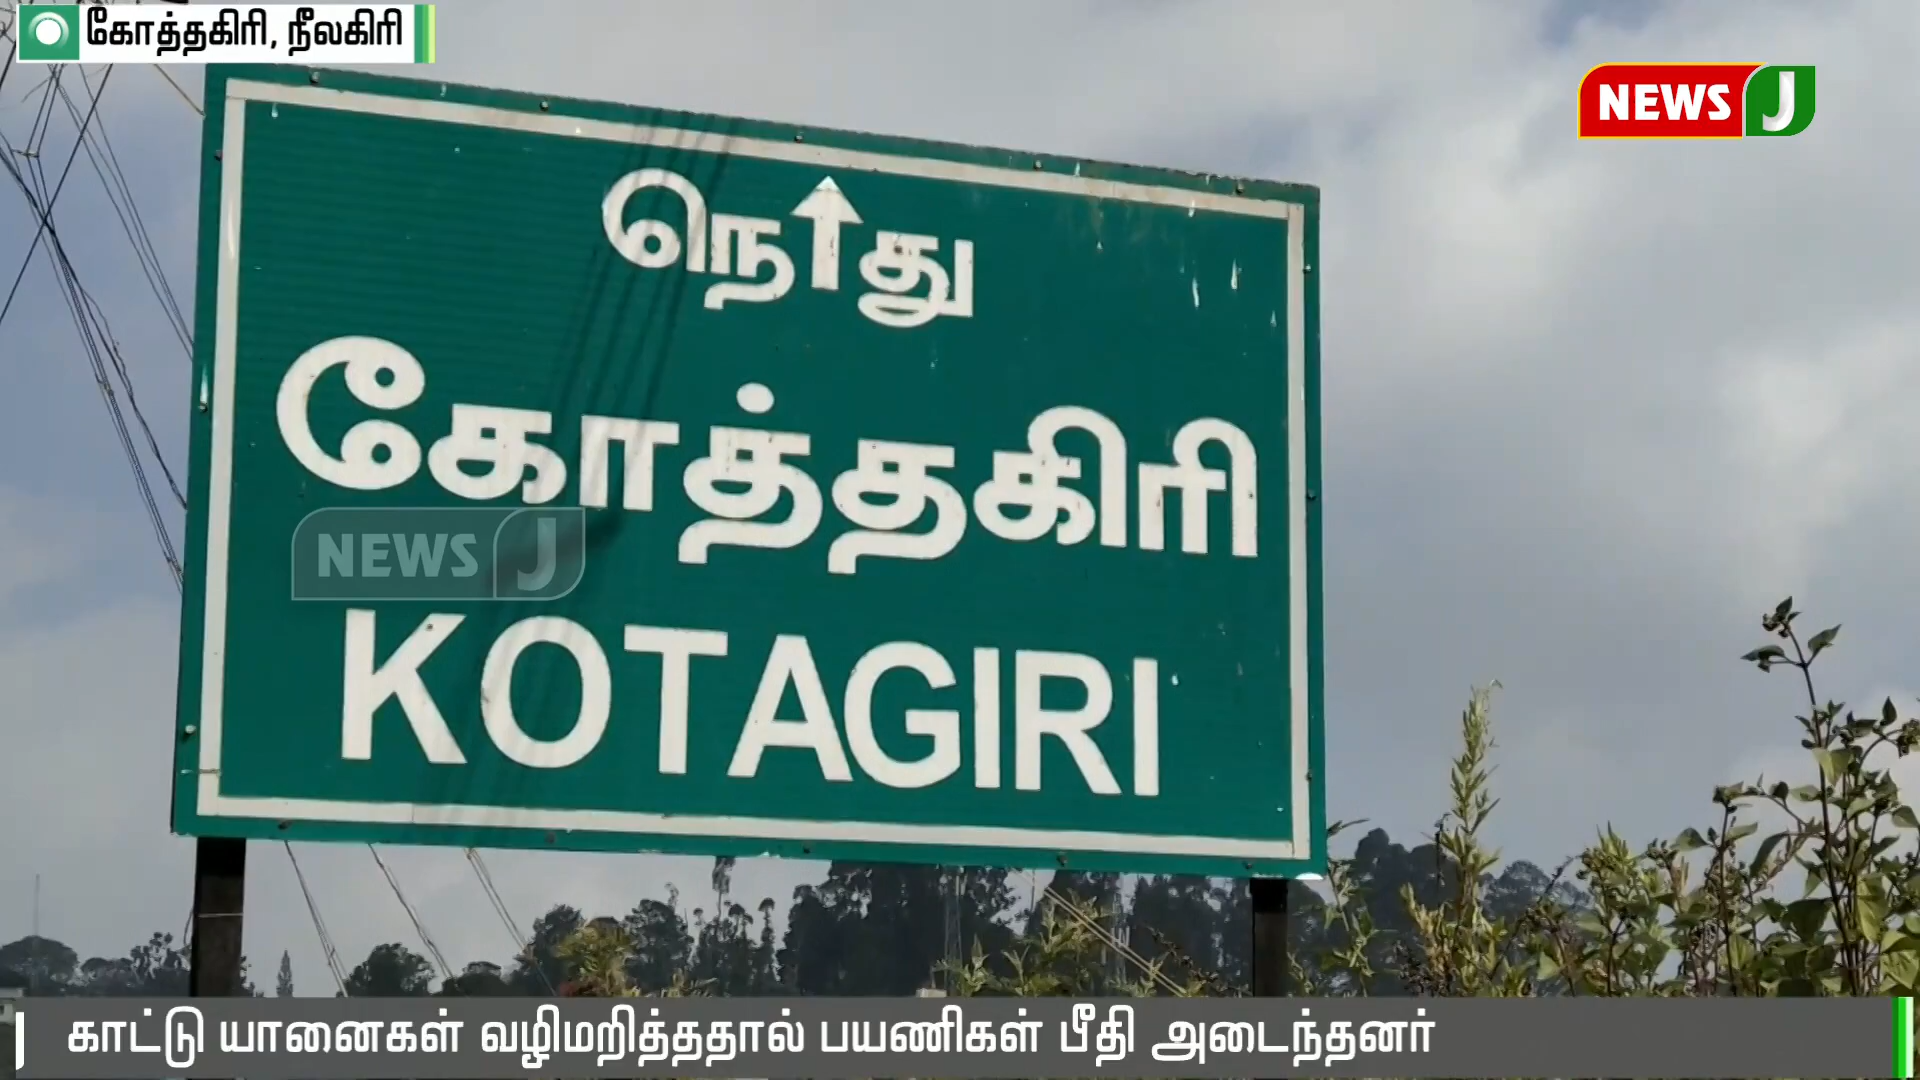 கோத்தகிரி, நீலகிரி
NEWS J
நெ↑து
கோத்தகிரி
NEWS J
KOTAGIRI
காட்டு யானைகள் வழிமறித்ததால் பயணிகள் பீதி அடைந்தனர்